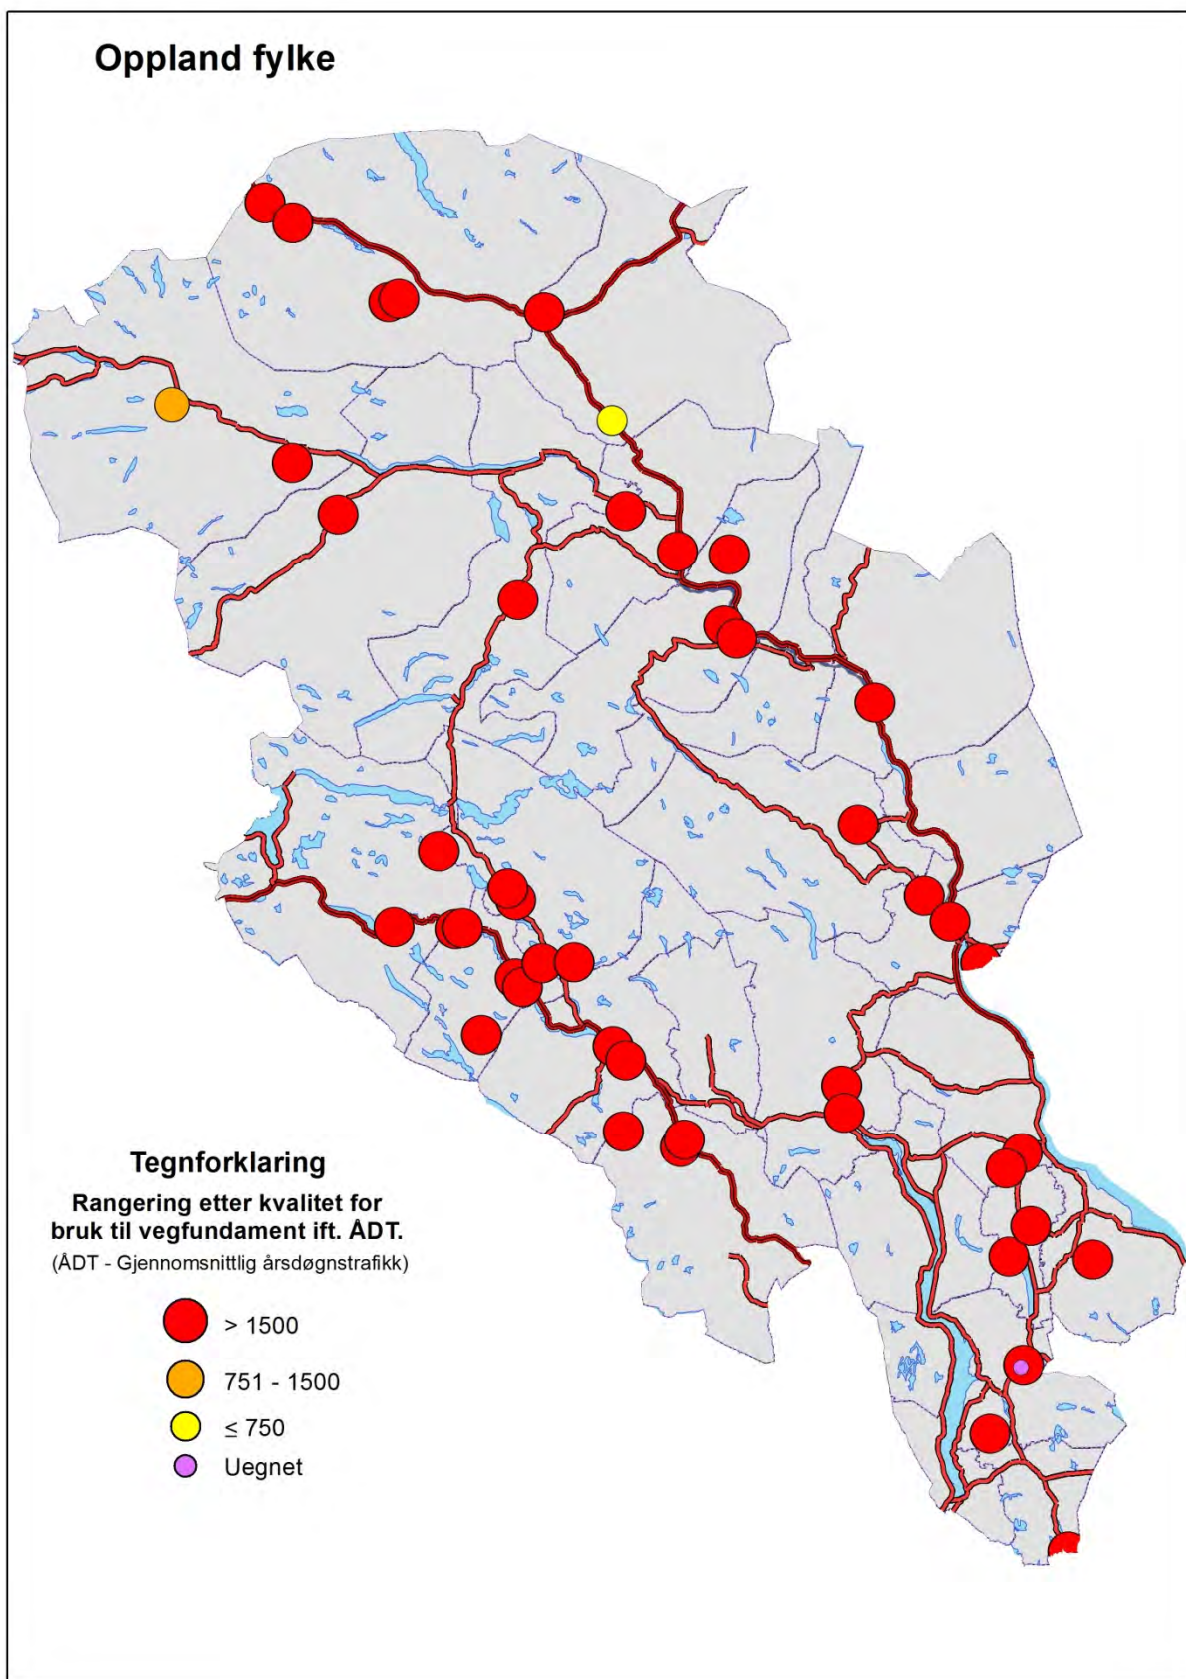 Oppland fylke
Tegnforklaring
Rangering etter kvalitet for
bruk til vegfundament ift. ÅDT.
(ÅDT - Gjennomsnittlig årsdøgnstrafikk)
> 1500
751 - 1500
≤ 750
Uegnet